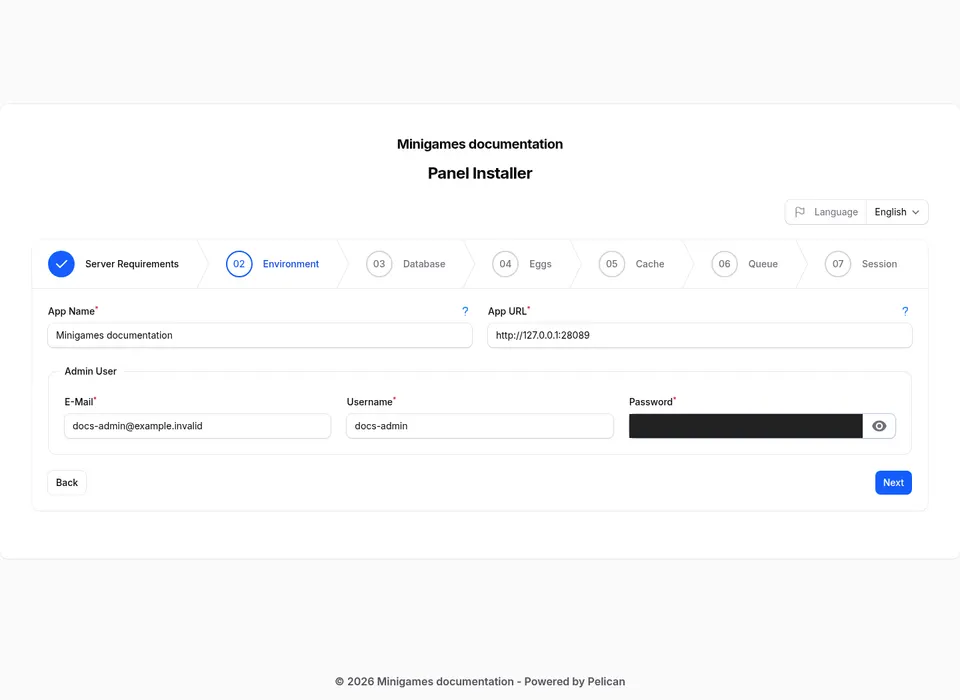 Minigames documentation
Panel Installer
Language English
Server Requirements 02 Environment 03 Database 04 Eggs 05 Cache 06 Queue 07 Session
App Name* ? App URL* ?
Minigames documentation http://127.0.0.1:28089
Admin User
E-Mail* Username* Password*
docs-admin@example.invalid docs-admin
Back Next
© 2026 Minigames documentation - Powered by Pelican